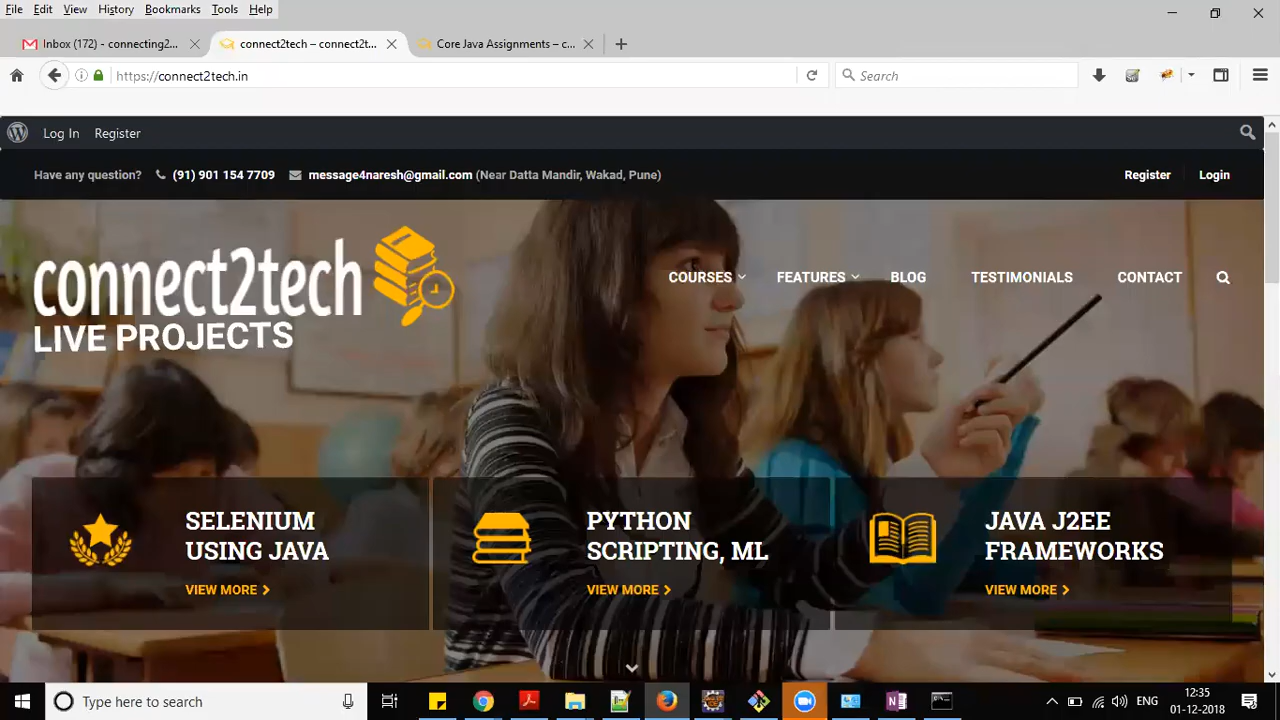 File Edit View History Bookmarks Tools Help
Inbox (172) - connecting2...
connect2tech – connect2t...
Core Java Assignments – c...
https://connect2tech.in
Search
Log In Register
Have any question? (91) 901 154 7709 message4naresh@gmail.com (Near Datta Mandir, Wakad, Pune)
Register Login
connect2tech
LIVE PROJECTS
COURSES FEATURES BLOG TESTIMONIALS CONTACT
SELENIUM
USING JAVA
VIEW MORE
PYTHON
SCRIPTING, ML
VIEW MORE
JAVA J2EE
FRAMEWORKS
VIEW MORE
Type here to search
ENG
12:35
01-12-2018